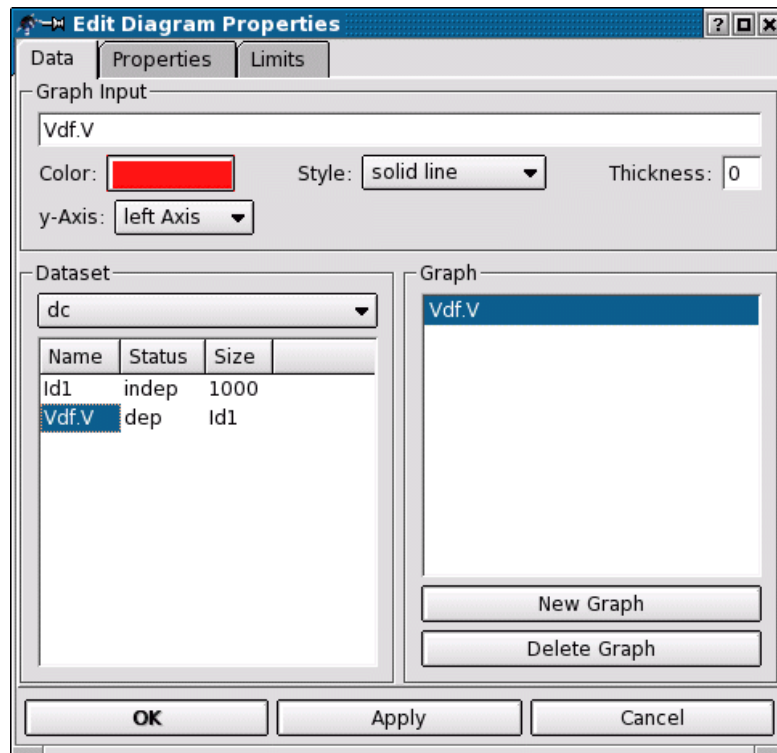 Edit Diagram Properties
Data Properties Limits
Graph Input
Vdf.V
Color: Style: solid line Thickness: 0
y-Axis: left Axis
Dataset
dc
Name Status Size
Id1 indep 1000
Vdf.V dep Id1
Graph
Vdf.V
New Graph
Delete Graph
OK Apply Cancel